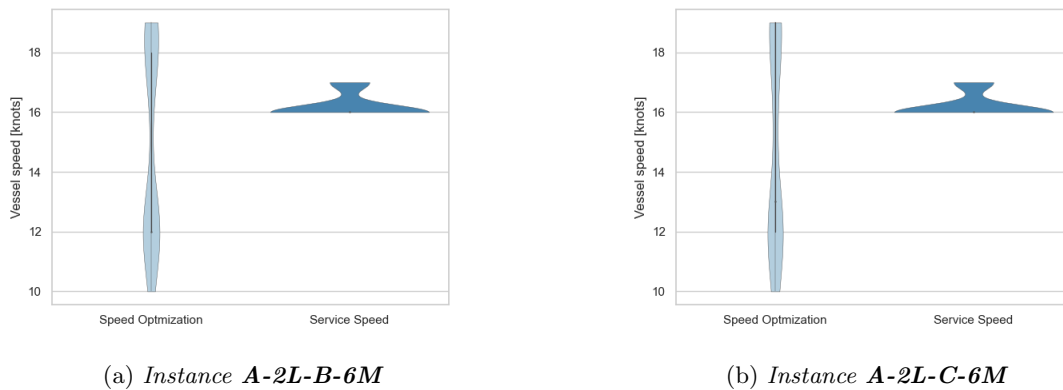 Vessel speed [knots]
18
16
14
12
10
Speed Optmization Service Speed
(a) Instance A-2L-B-6M
Vessel speed [knots]
18
16
14
12
10
Speed Optmization Service Speed
(b) Instance A-2L-C-6M